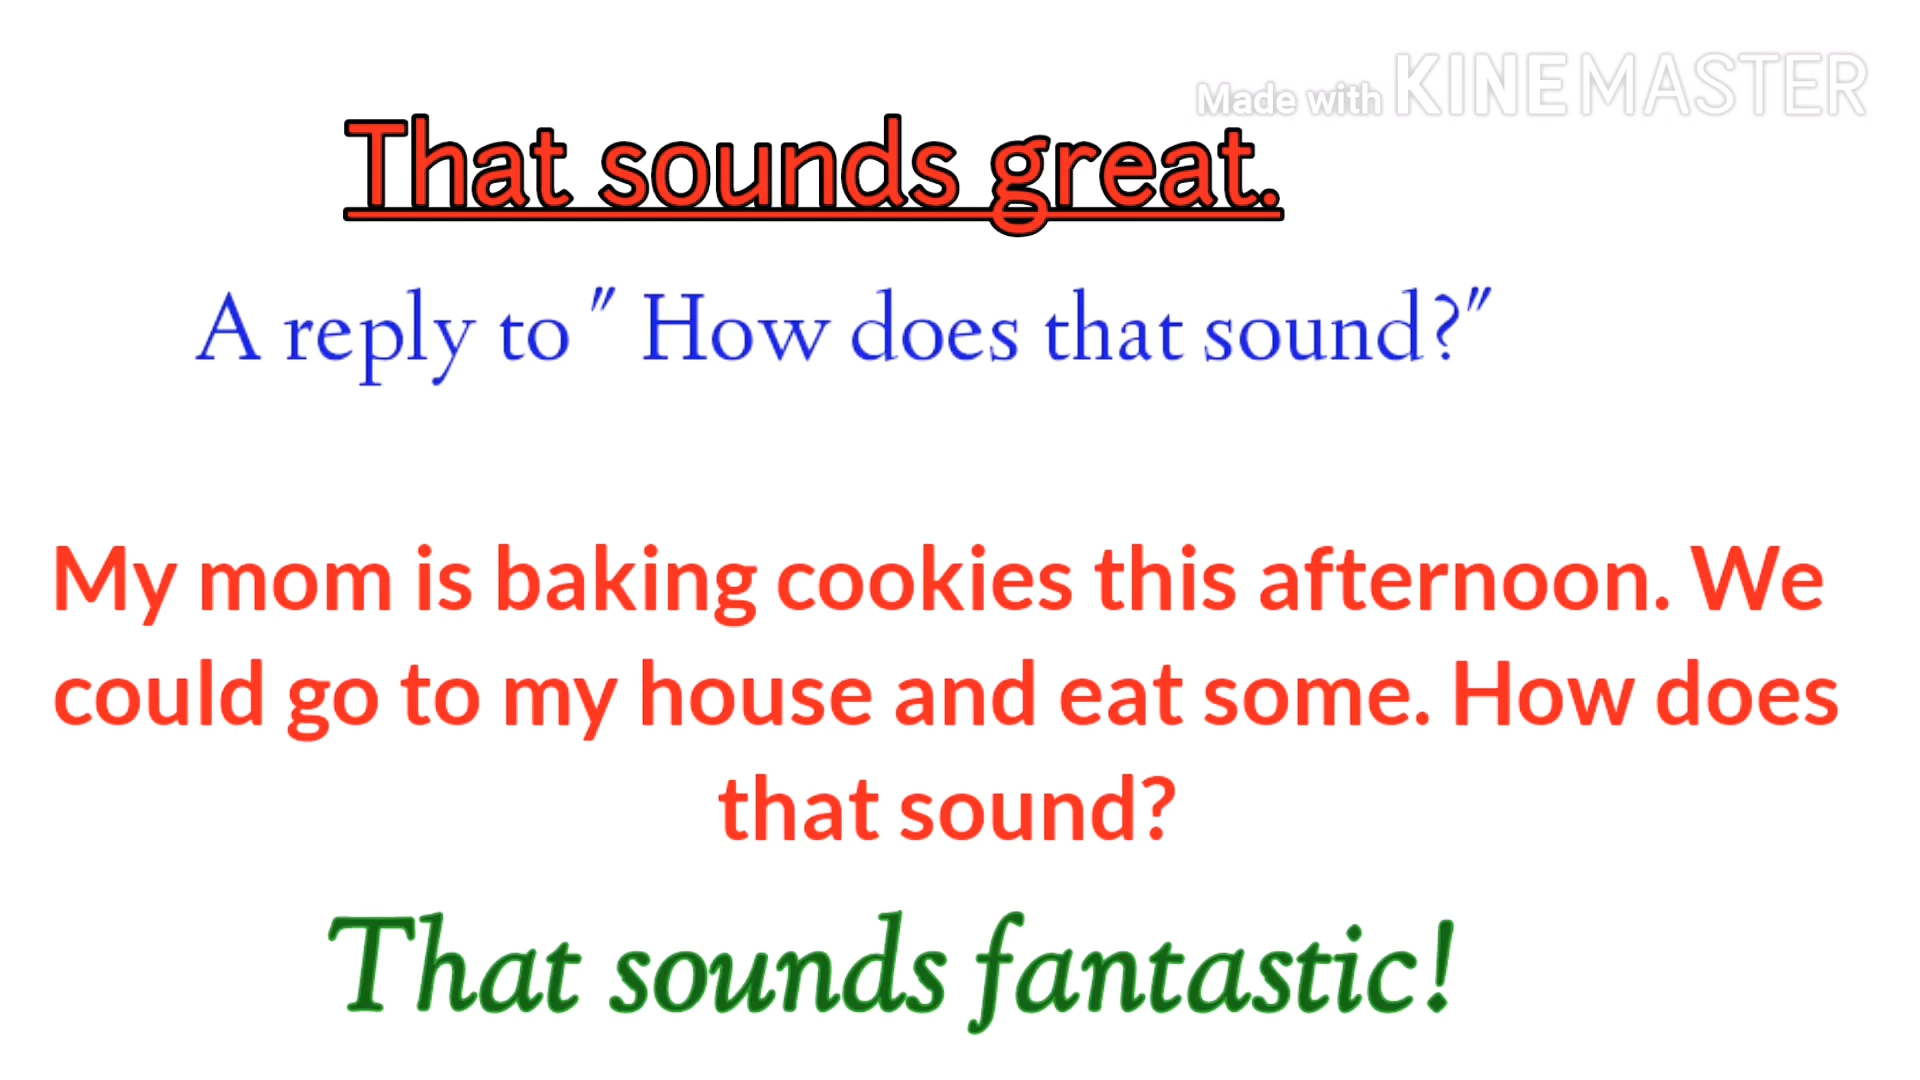 Made with KINEMASTER
That sounds great.
A reply to " How does that sound?"
My mom is baking cookies this afternoon. We
could go to my house and eat some. How does
that sound?
That sounds fantastic!